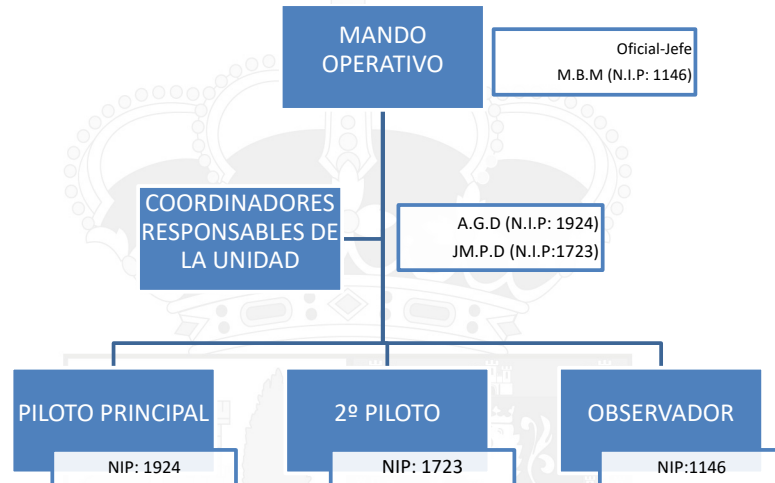 MANDO
OPERATIVO
Oficial-Jefe
M.B.M (N.I.P: 1146)
COORDINADORES
RESPONSABLES DE
LA UNIDAD
A.G.D (N.I.P: 1924)
JM.P.D (N.I.P:1723)
PILOTO PRINCIPAL
NIP: 1924
2º PILOTO
NIP: 1723
OBSERVADOR
NIP:1146